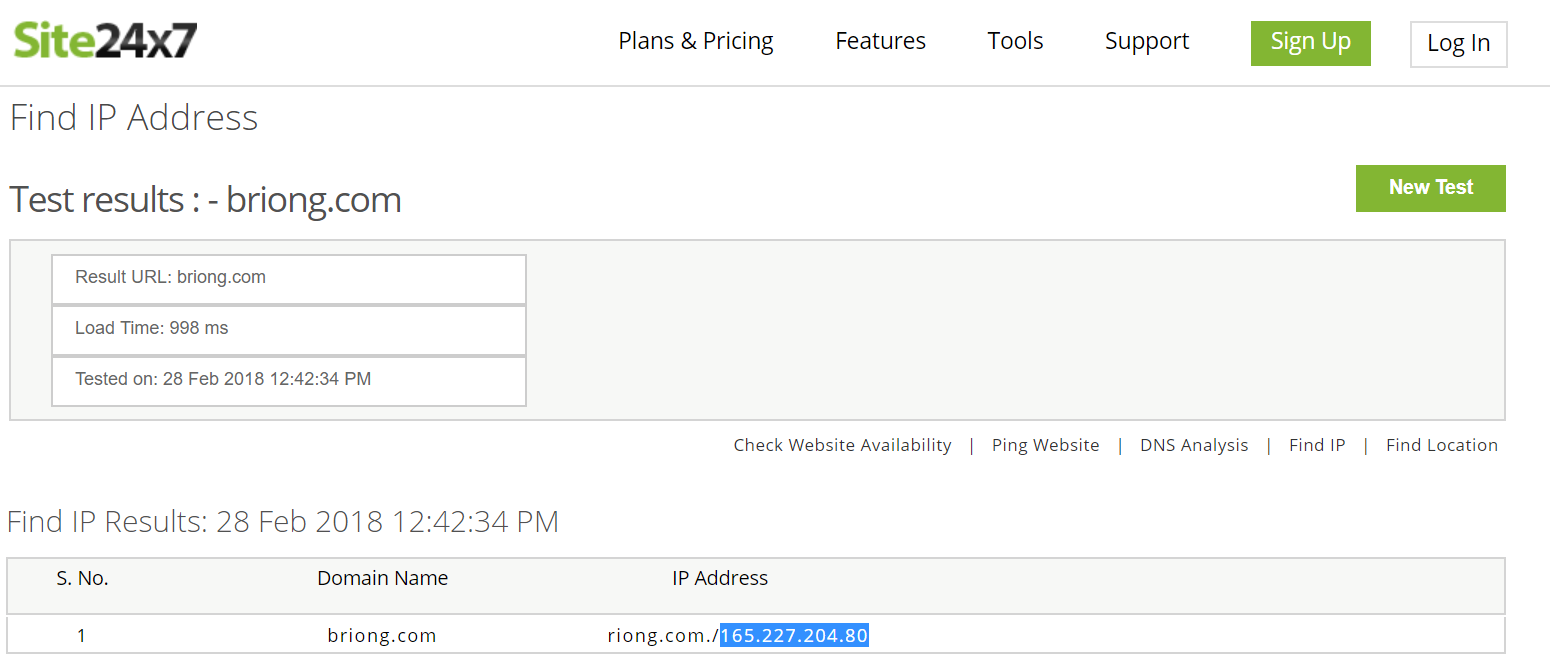 Site24x7 Plans & Pricing Features Tools Support Sign Up Log In
Find IP Address
Test results : - briong.com New Test
Result URL: briong.com
Load Time: 998 ms
Tested on: 28 Feb 2018 12:42:34 PM
Check Website Availability | Ping Website | DNS Analysis | Find IP | Find Location
Find IP Results: 28 Feb 2018 12:42:34 PM
S. No. Domain Name IP Address
1 briong.com riong.com./165.227.204.80